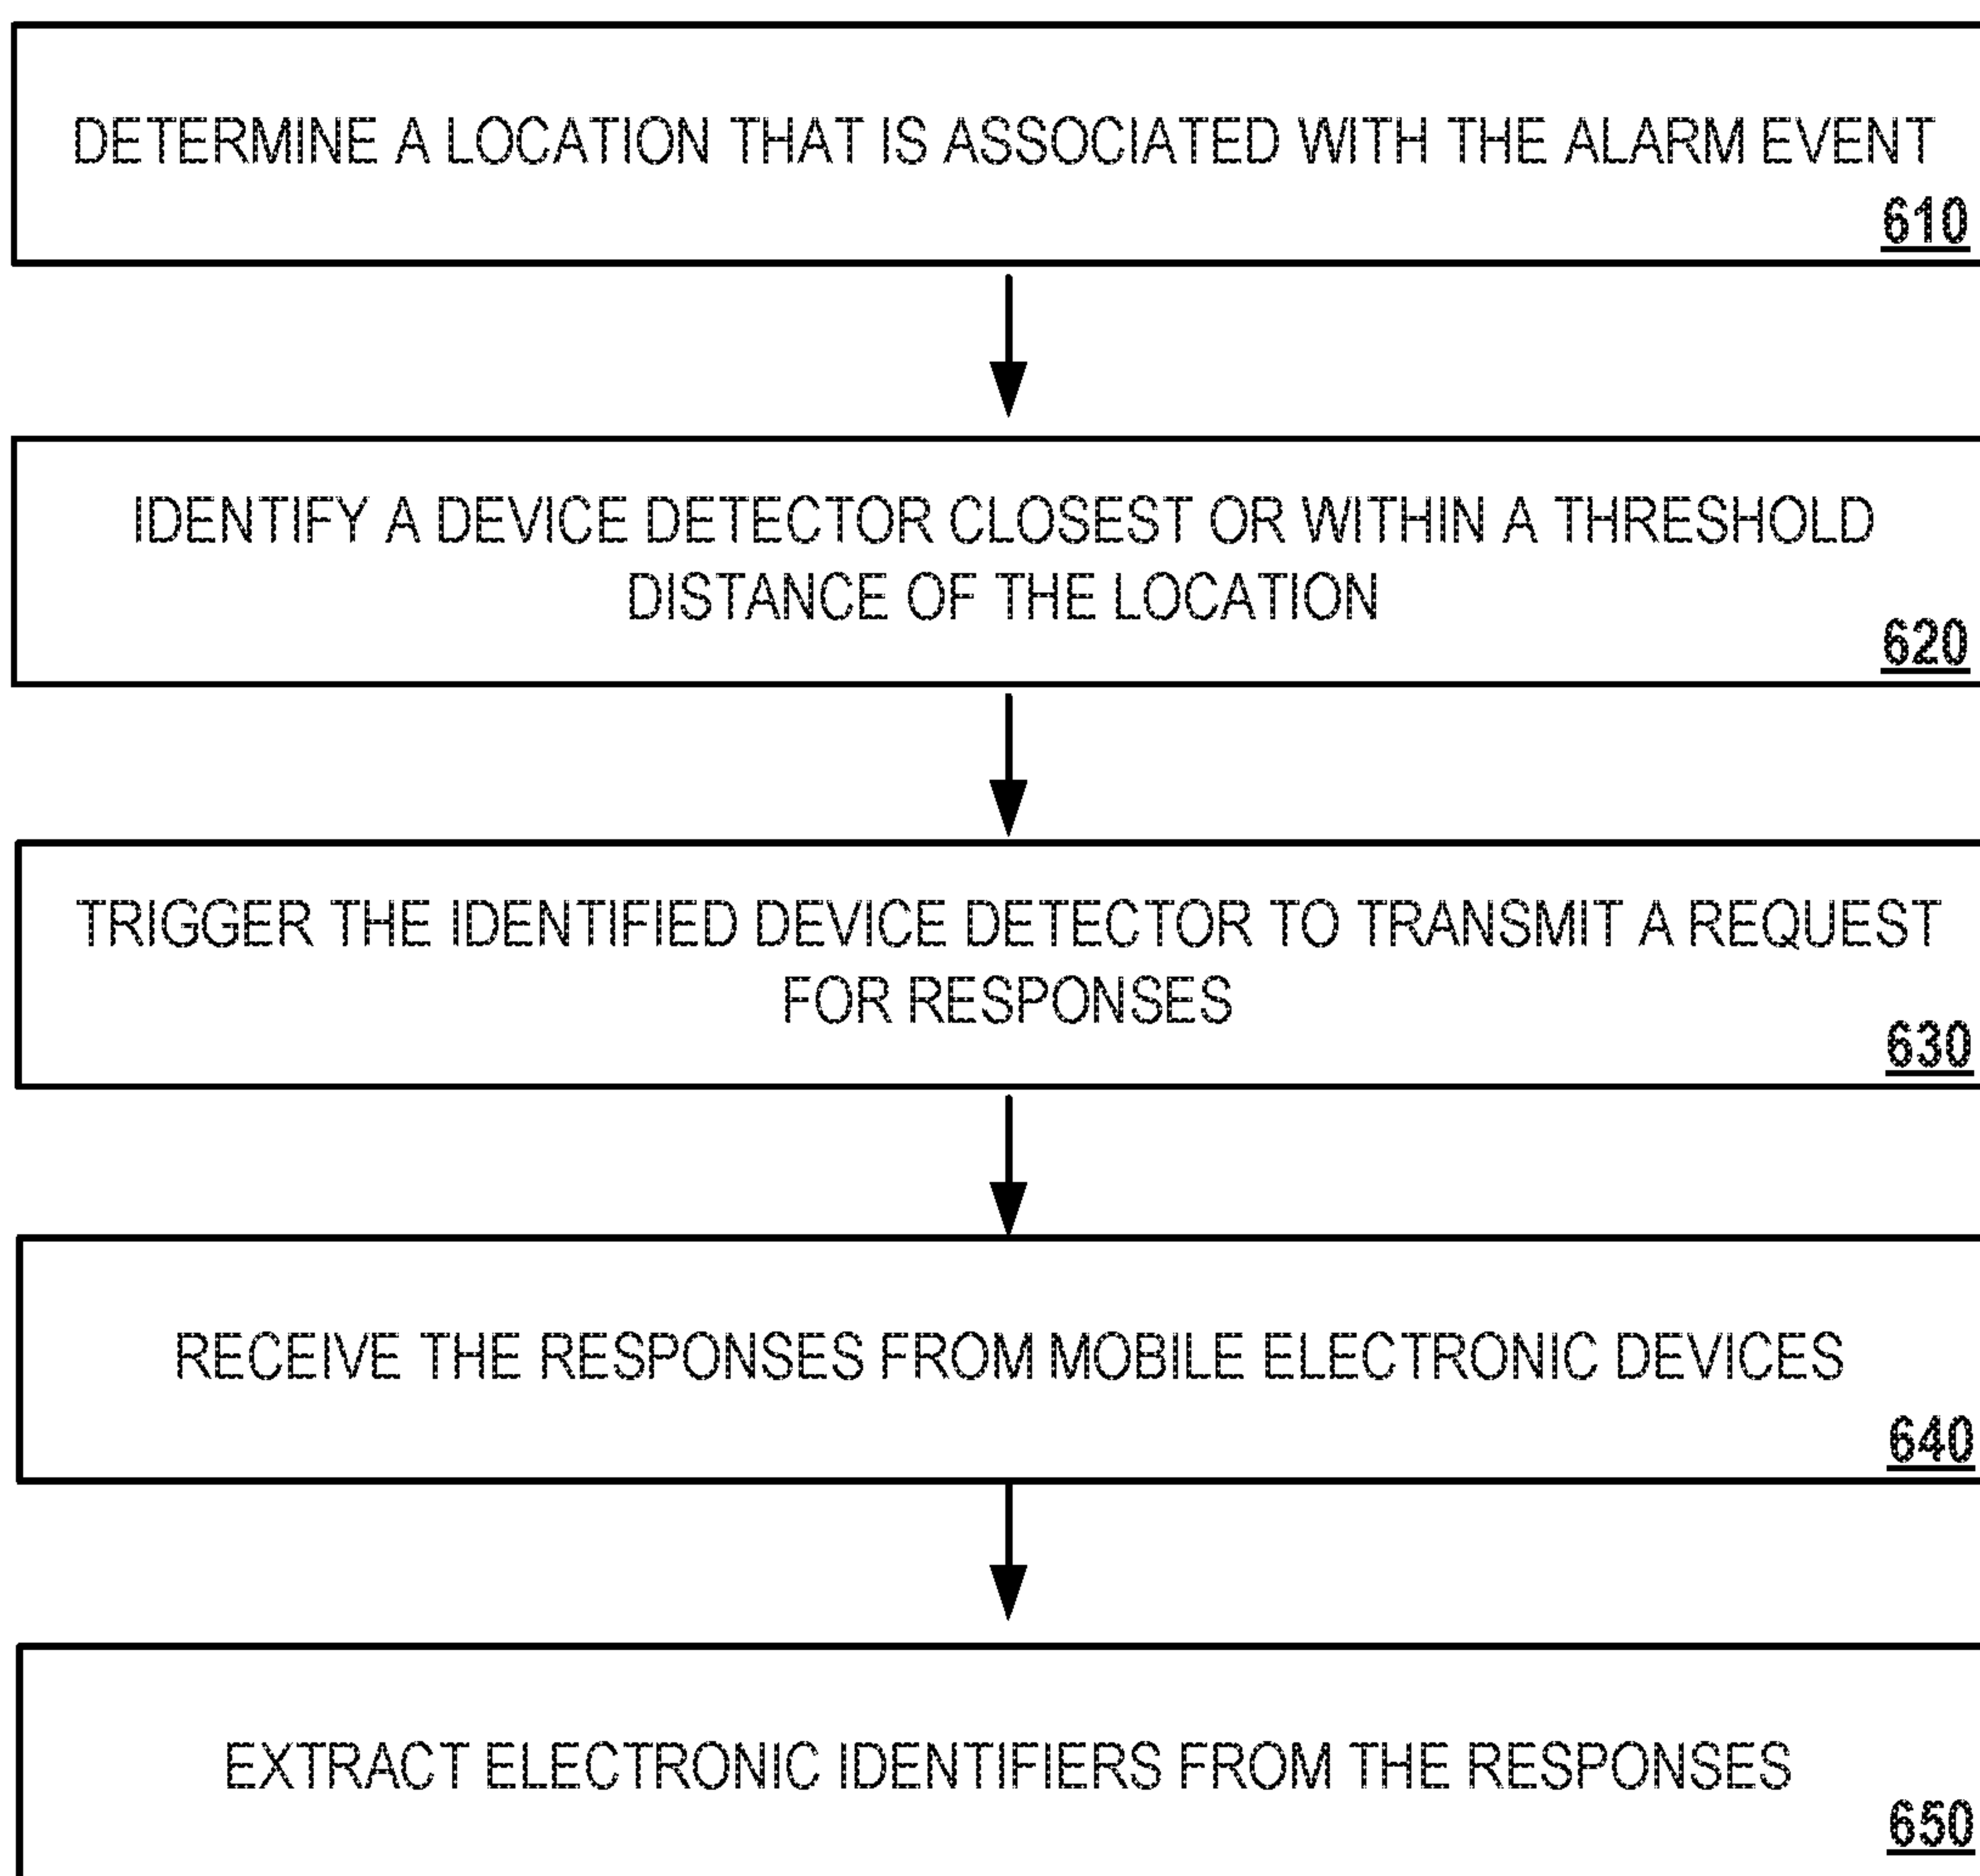 DETERMINE A LOCATION THAT IS ASSOCIATED WITH THE ALARM EVENT
610
IDENTIFY A DEVICE DETECTOR CLOSEST OR WITHIN A THRESHOLD
DISTANCE OF THE LOCATION
620
TRIGGER THE IDENTIFIED DEVICE DETECTOR TO TRANSMIT A REQUEST
FOR RESPONSES
630
RECEIVE THE RESPONSES FROM MOBILE ELECTRONIC DEVICES
640
EXTRACT ELECTRONIC IDENTIFIERS FROM THE RESPONSES
650